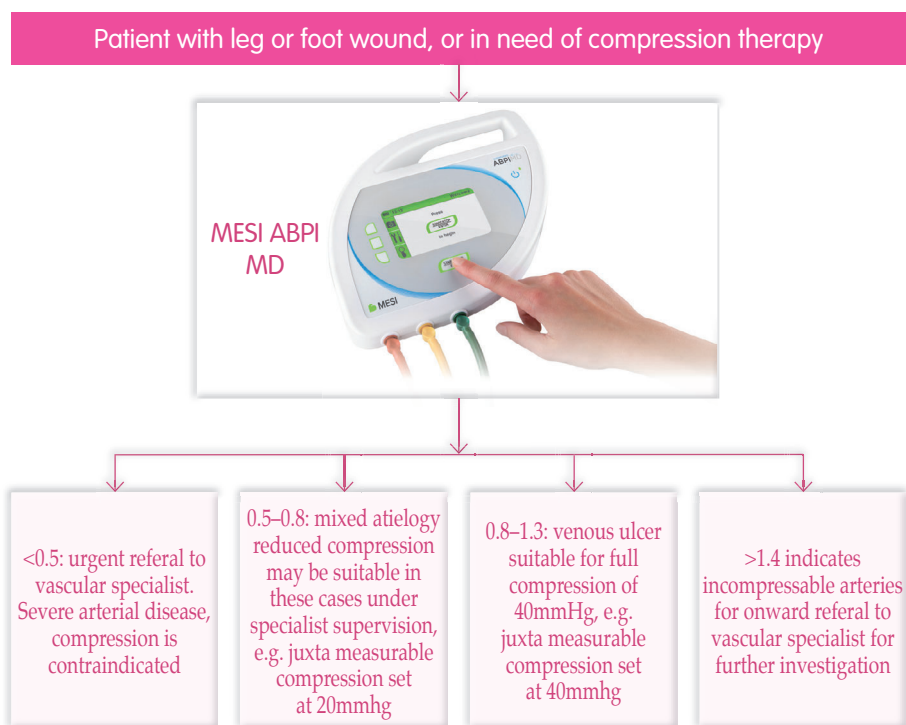 Patient with leg or foot wound, or in need of compression therapy
ABPIMD
MESI ABPI
MD
Press
to begin
MESI
<0.5: urgent referal to
vascular specialist.
Severe arterial disease,
compression is
contraindicated
0.5–0.8: mixed atielogy
reduced compression
may be suitable in
these cases under
specialist supervision,
e.g. juxta measurable
compression set
at 20mmhg
0.8–1.3: venous ulcer
suitable for full
compression of
40mmHg, e.g.
juxta measurable
compression set
at 40mmhg
>1.4 indicates
incompressable arteries
for onward referal to
vascular specialist for
further investigation